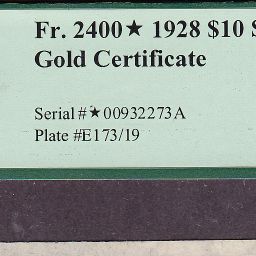 Fr. 2400★ 1928 $10
Gold Certificate
Serial #★00932273A
Plate #E173/19